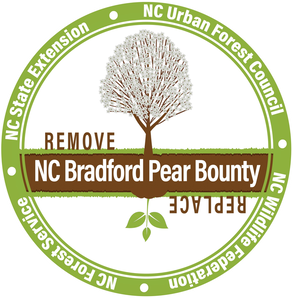 NC Urban Forest Council
NC State Extension
REMOVE
NC Bradford Pear Bounty
REPLACE
NC Forest Service
NC Wildlife Federation